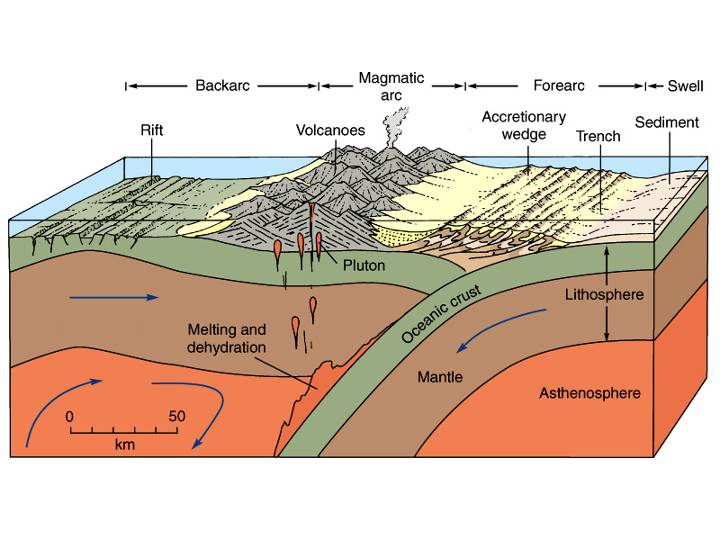 Backarc
Magmatic
arc
Forearc
Swell
Rift
Volcanoes
Accretionary
wedge
Trench
Sediment
Pluton
Oceanic crust
Lithosphere
Melting and
dehydration
Mantle
Asthenosphere
0 50
km